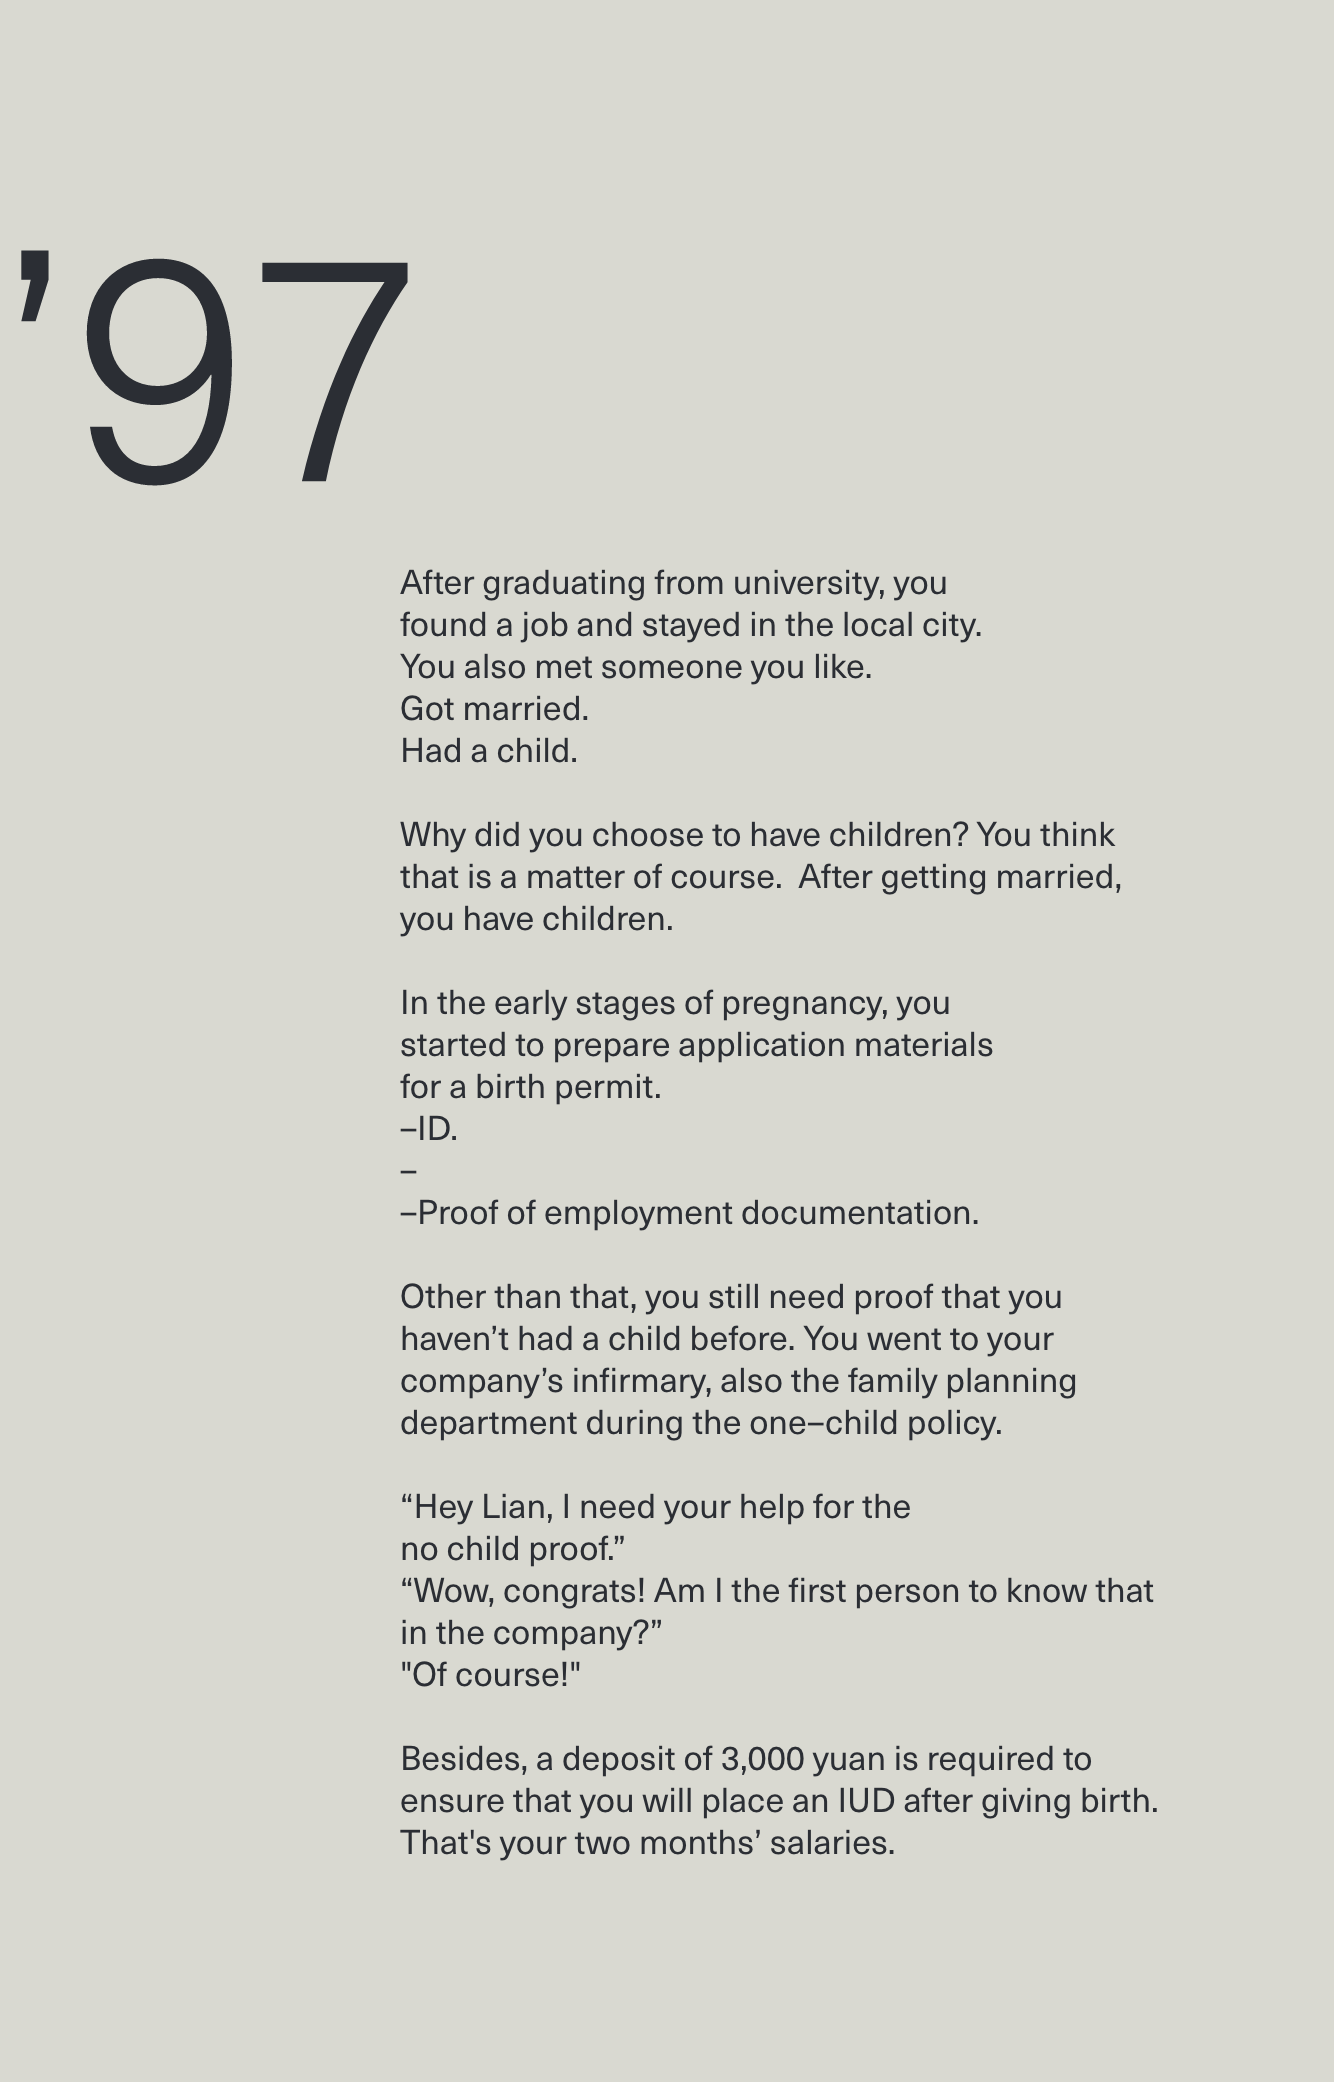 ’97
After graduating from university, you
found a job and stayed in the local city.
You also met someone you like.
Got married.
Had a child.
Why did you choose to have children? You think
that is a matter of course.  After getting married,
you have children.
In the early stages of pregnancy, you
started to prepare application materials
for a birth permit.
–ID.
–
–Proof of employment documentation.
Other than that, you still need proof that you
haven’t had a child before. You went to your
company’s infirmary, also the family planning
department during the one–child policy.
“Hey Lian, I need your help for the
no child proof.”
“Wow, congrats! Am I the first person to know that
in the company?”
"Of course!"
Besides, a deposit of 3,000 yuan is required to
ensure that you will place an IUD after giving birth.
That's your two months’ salaries.